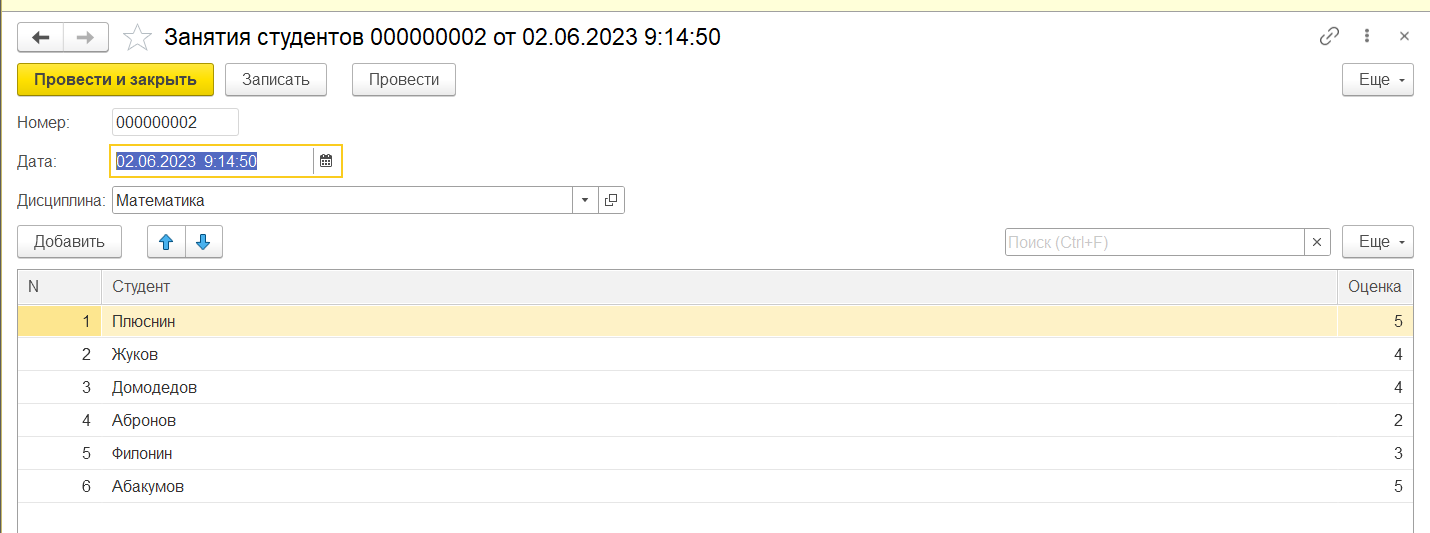 Занятия студентов 000000002 от 02.06.2023 9:14:50
Провести и закрыть Записать Провести Еще
Номер: 000000002
Дата: 02.06.2023 9:14:50
Дисциплина: Математика
Добавить Поиск (Ctrl+F) Еще
N Студент Оценка
1 Плюснин 5
2 Жуков 4
3 Домодедов 4
4 Абронов 2
5 Филонин 3
6 Абакумов 5